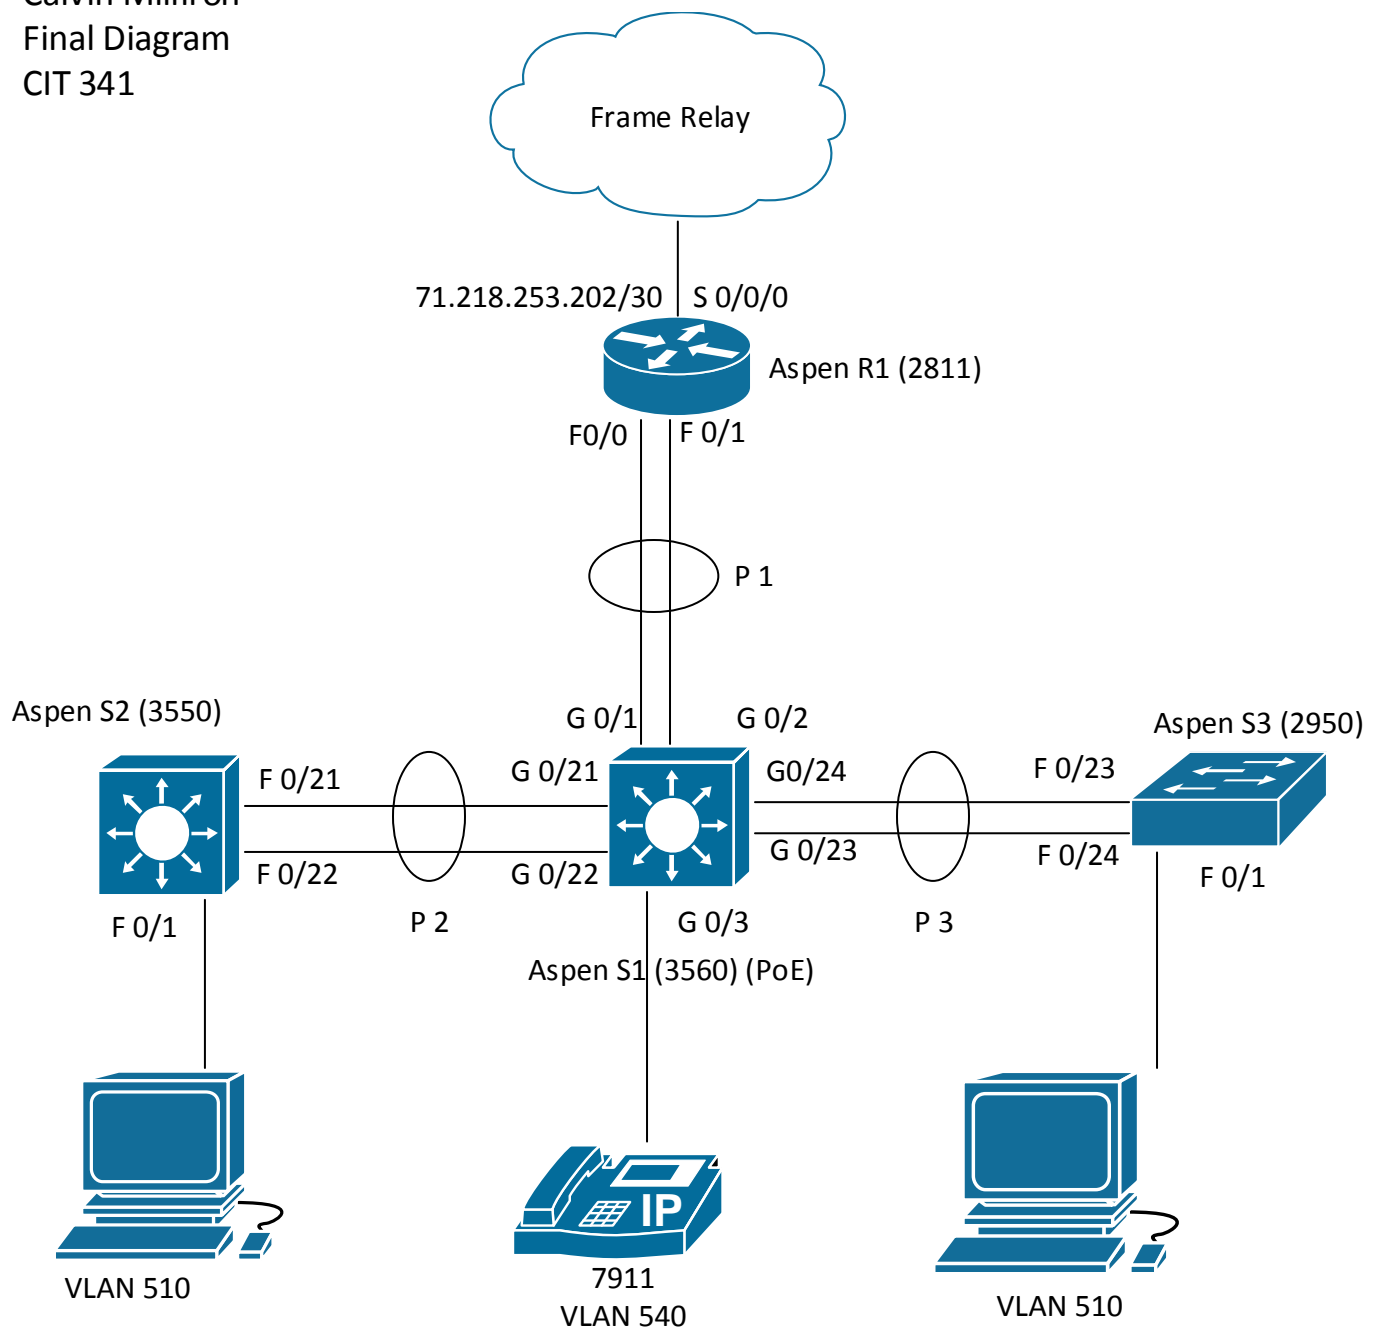 Final Diagram
CIT 341
Frame Relay
71.218.253.202/30 S 0/0/0
Aspen R1 (2811)
F0/0 F 0/1
P 1
Aspen S2 (3550)
G 0/1 G 0/2
Aspen S3 (2950)
F 0/21 G 0/21 G0/24 F 0/23
F 0/22 G 0/22 G 0/23 F 0/24
F 0/1
F 0/1 P 2 G 0/3 P 3
Aspen S1 (3560) (PoE)
IP
VLAN 510
7911
VLAN 540
VLAN 510